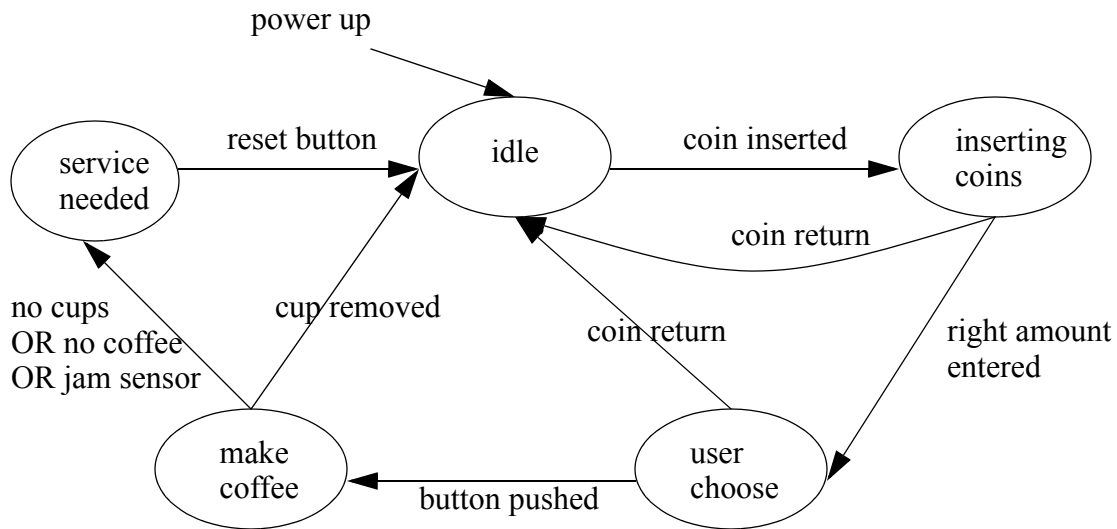 power up
reset button
idle
coin inserted
inserting
coins
service
needed
coin return
no cups
OR no coffee
OR jam sensor
cup removed
coin return
right amount
entered
make
coffee
button pushed
user
choose